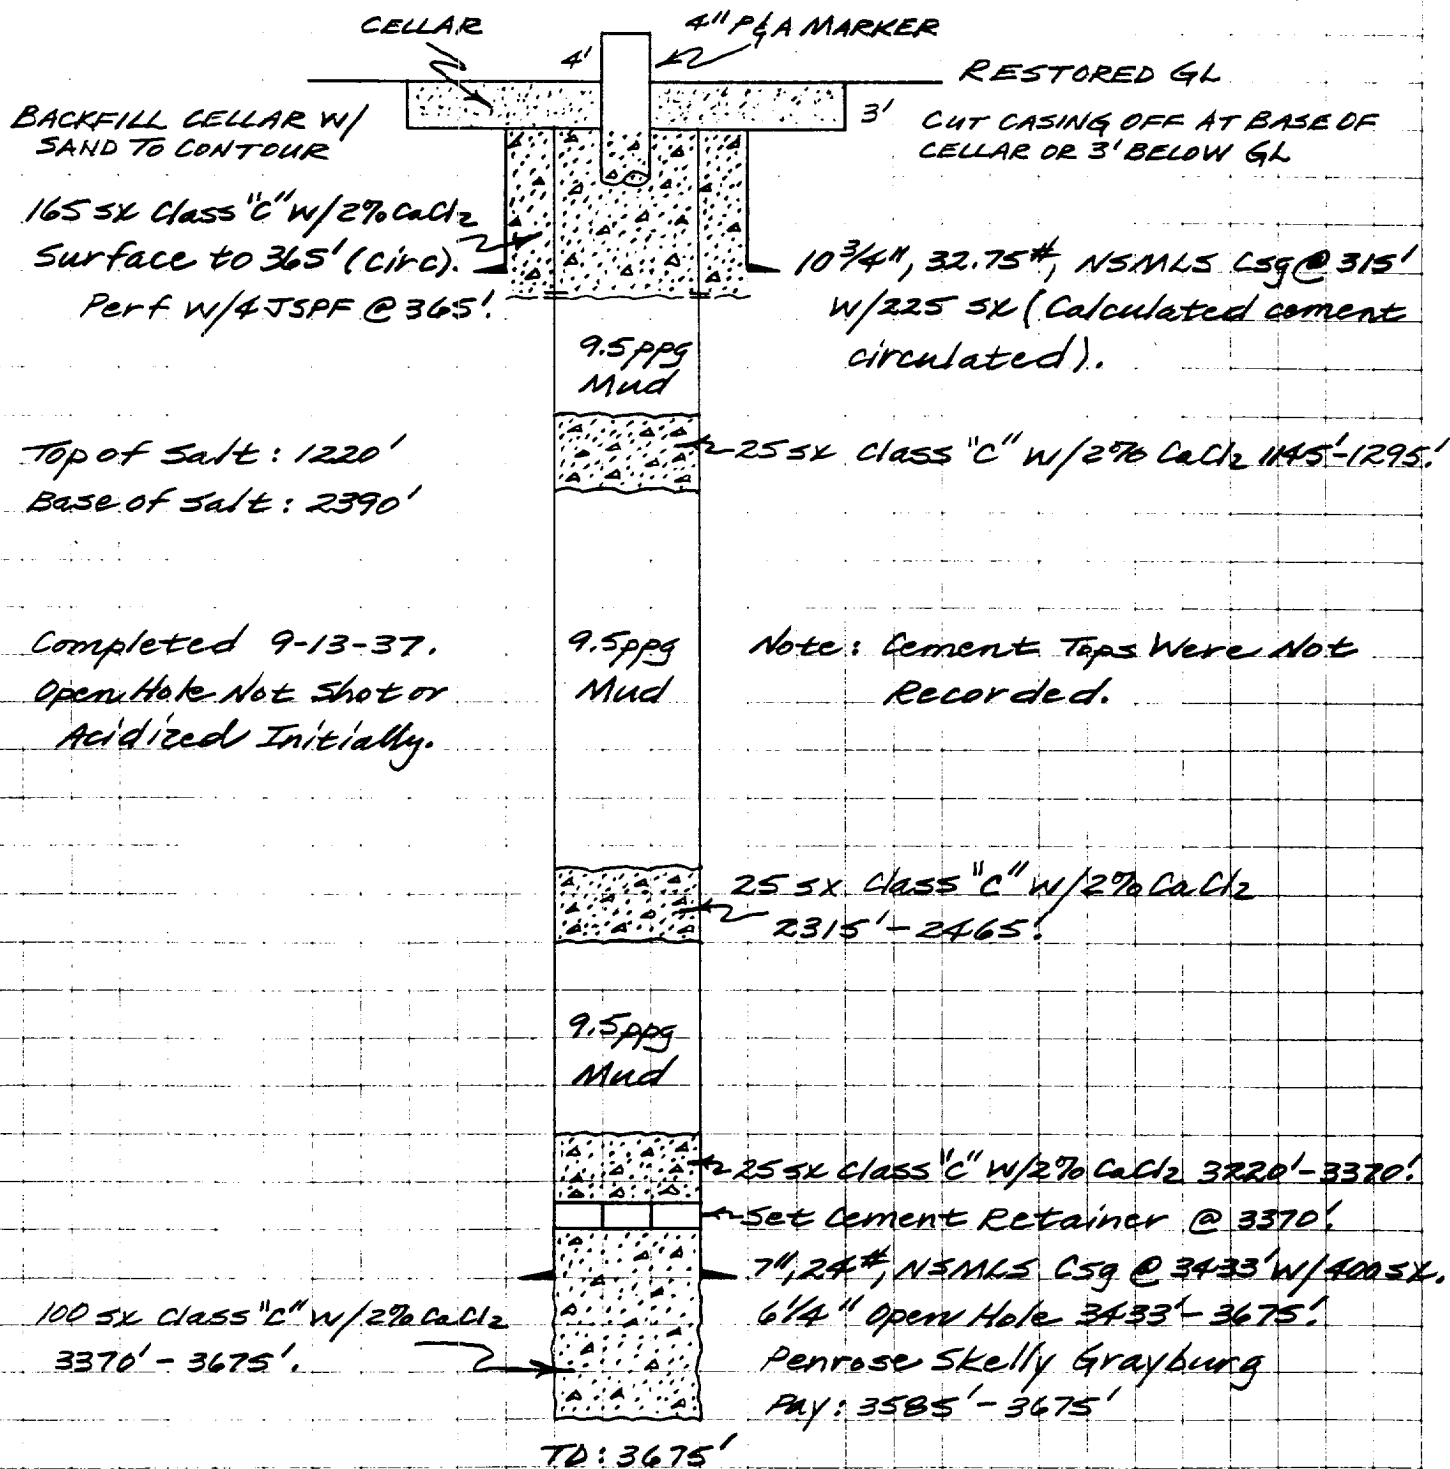 CELLAR
4" P&A MARKER
4'
RESTORED GL
BACKFILL CELLAR W/
SAND TO CONTOUR
3'
CUT CASING OFF AT BASE OF
CELLAR OR 3' BELOW GL
165 sx Class "C" w/2% CaCl2
Surface to 365' (circ).
Perf w/4 JSPF @ 365'.
10 3/4", 32.75#, NSMLS Csg @ 315'
w/225 sx (Calculated cement
circulated).
9.5 ppg
Mud
25 sx Class "C" w/2% CaCl2 1145'-1295'.
Top of Salt: 1220'
Base of Salt: 2390'
Completed 9-13-37.
Open Hole Not Shot or
Acidized Initially.
9.5 ppg
Mud
Note: Cement Tops Were Not
Recorded.
25 sx Class "C" w/2% CaCl2
2315'-2465'.
9.5 ppg
Mud
25 sx Class "C" w/2% CaCl2 3220'-3370'.
Set Cement Retainer @ 3370'.
7", 24#, NSMLS Csg @ 3433' w/400 sx.
6 1/4" Open Hole 3433'-3675'.
Penrose Skelly Grayburg
Pay: 3585'-3675'
100 sx Class "C" w/2% CaCl2
3370'-3675'.
TD: 3675'